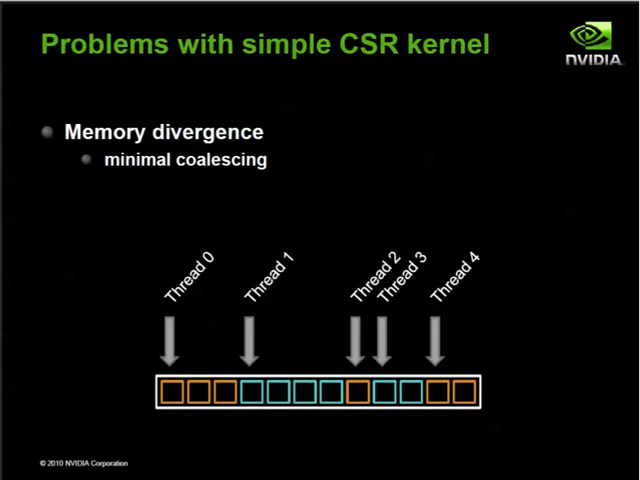 Problems with simple CSR kernel
NVIDIA
Memory divergence
minimal coalescing
Thread 0
Thread 1
Thread 2
Thread 3
Thread 4
© 2010 NVIDIA Corporation